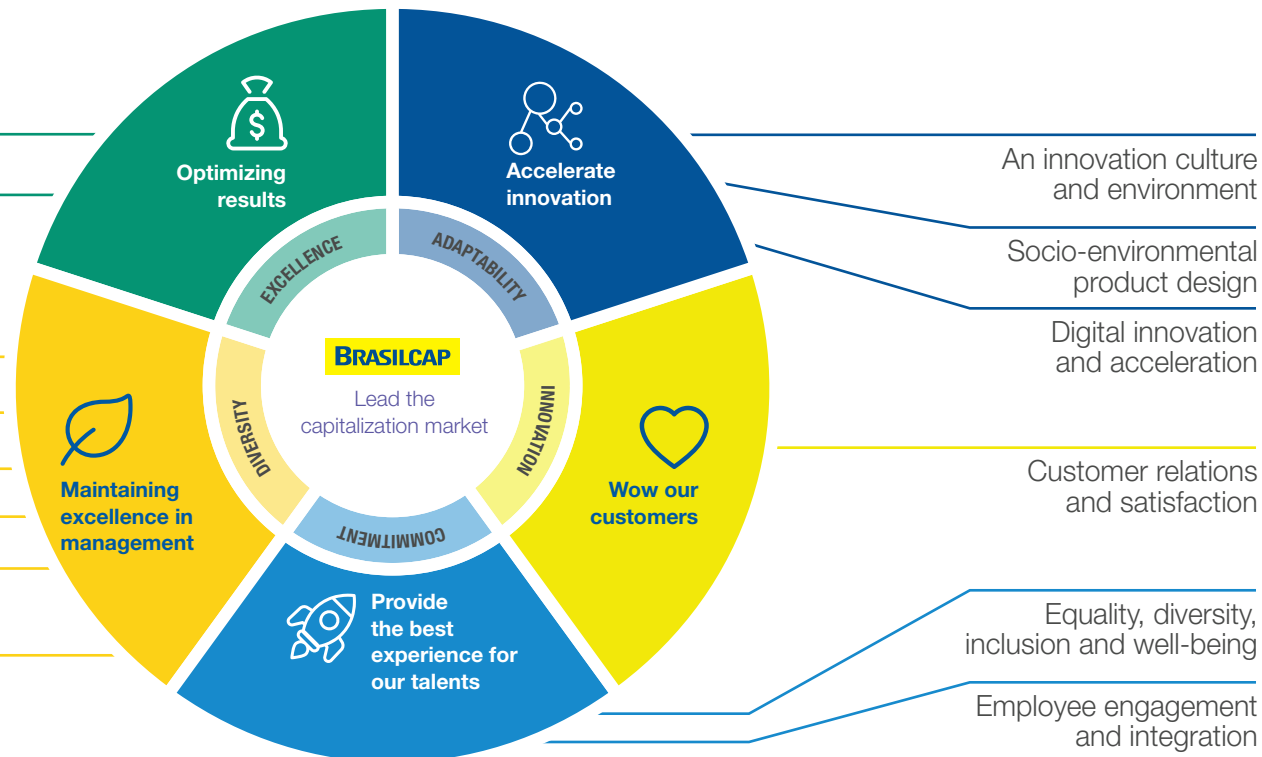 $
Optimizing
results
Accelerate
innovation
EXCELLENCE
ADAPTABILITY
An innovation culture
and environment
Socio-environmental
product design
Digital innovation
and acceleration
BRASILCAP
Lead the
capitalization market
DIVERSITY
INNOVATION
COMMITMENT
Maintaining
excellence in
management
Wow our
customers
Customer relations
and satisfaction
Provide
the best
experience for
our talents
Equality, diversity,
inclusion and well-being
Employee engagement
and integration